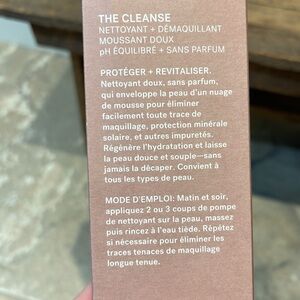 THE CLEANSE
NETTOYANT + DÉMAQUILLANT
MOUSSANT DOUX
pH ÉQUILIBRÉ + SANS PARFUM
PROTÉGER + REVITALISER.
Nettoyant doux, sans parfum,
qui enveloppe la peau d'un nuage
de mousse pour éliminer
facilement toute trace de
maquillage, protection minérale
solaire, et autres impuretés.
Régénère l'hydratation et laisse
la peau douce et souple—sans
jamais la décaper. Convient à
tous les types de peau.
MODE D'EMPLOI: Matin et soir,
appliquez 2 ou 3 coups de pompe
de nettoyant sur la peau, massez
puis rincez à l'eau tiède. Répétez
si nécessaire pour éliminer les
traces tenaces de maquillage
longue tenue.